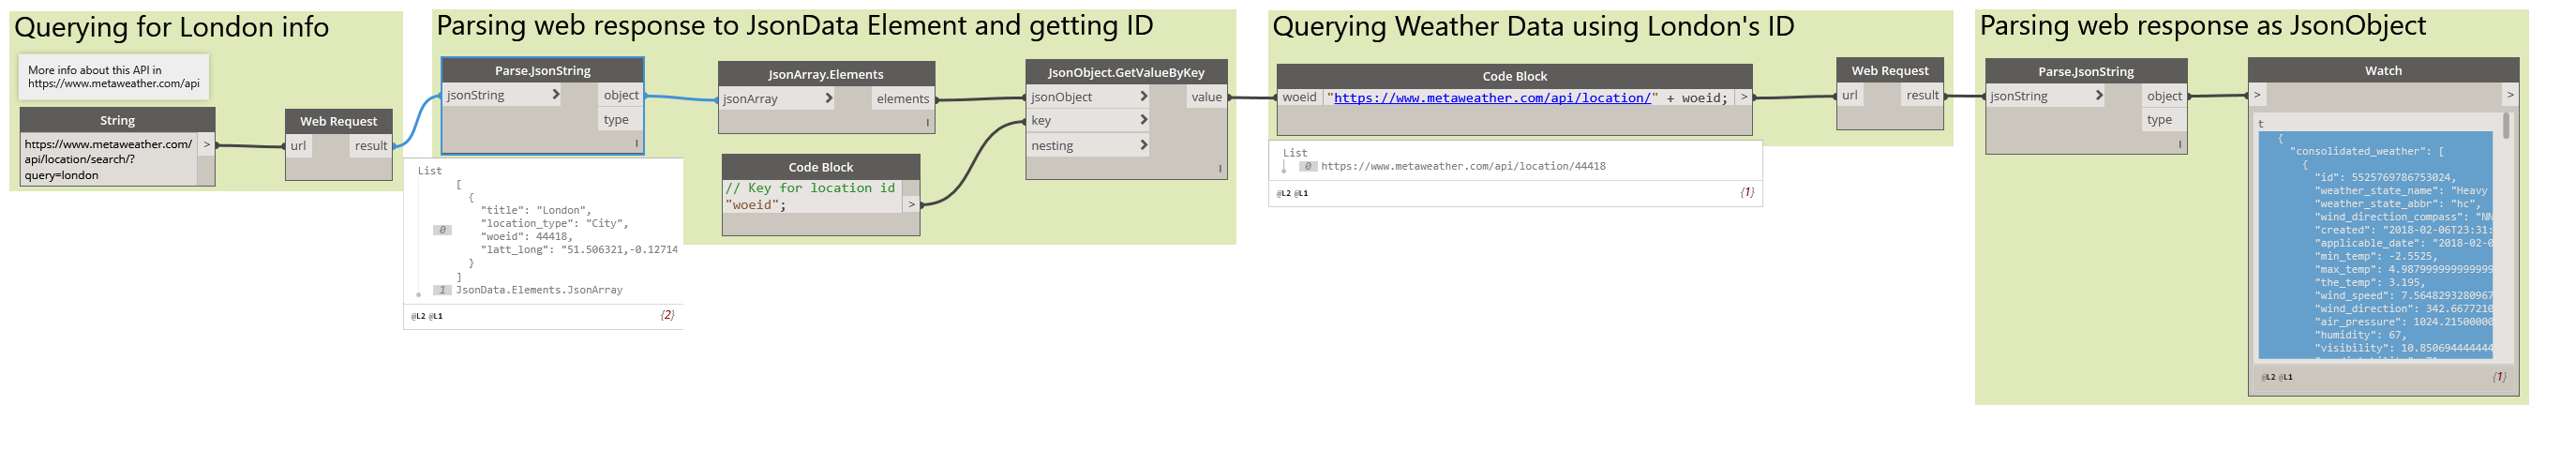 Querying for London info
More info about this API in
https://www.metaweather.com/api
String
https://www.metaweather.com/
api/location/search/?
query=london
>
Web Request
url
result
Parsing web response to JsonData Element and getting ID
Parse.JsonString
jsonString >
object
type
I
List
[
{
"title": "London",
"location_type": "City",
0
"woeid": 44418,
"latt_long": "51.506321,-0.12714
}
]
1 JsonData.Elements.JsonArray
@L2 @L1
{2}
JsonArray.Elements
jsonArray >
elements
I
Code Block
// Key for location id
"woeid";
>
JsonObject.GetValueByKey
jsonObject >
value
key >
nesting >
I
Querying Weather Data using London's ID
Code Block
woeid "https://www.metaweather.com/api/location/" + woeid; >
List
0 https://www.metaweather.com/api/location/44418
@L2 @L1
{1}
Web Request
url
result
Parsing web response as JsonObject
Parse.JsonString
jsonString >
object
type
I
Watch
> >
t
{
"consolidated_weather": [
{
"id": 5525769786753024,
"weather_state_name": "Heavy
"weather_state_abbr": "hc",
"wind_direction_compass": "NN
"created": "2018-02-06T23:31:
"applicable_date": "2018-02-0
"min_temp": -2.5525,
"max_temp": 4.987999999999999
"the_temp": 3.195,
"wind_speed": 7.5648293280967
"wind_direction": 342.6677210
"air_pressure": 1024.21500000
"humidity": 67,
"visibility": 10.850694444444
@L2 @L1
{1}